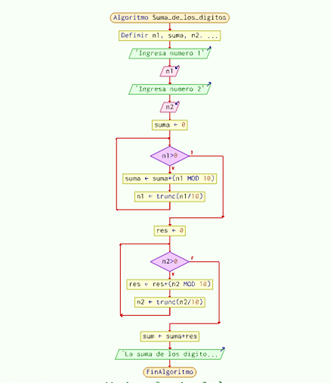 Algoritmo Suma_de_los_digitos
Definir n1, suma, n2. ...
'Ingresa numero 1'
n1
'Ingresa numero 2'
n2
suma ← 0
n1>0
F
V
suma ← suma+(n1 MOD 10)
n1 ← trunc(n1/10)
res ← 0
n2>0
F
V
res ← res+(n2 MOD 10)
n2 ← trunc(n2/10)
sum ← suma+res
'La suma de los digito...
FinAlgoritmo